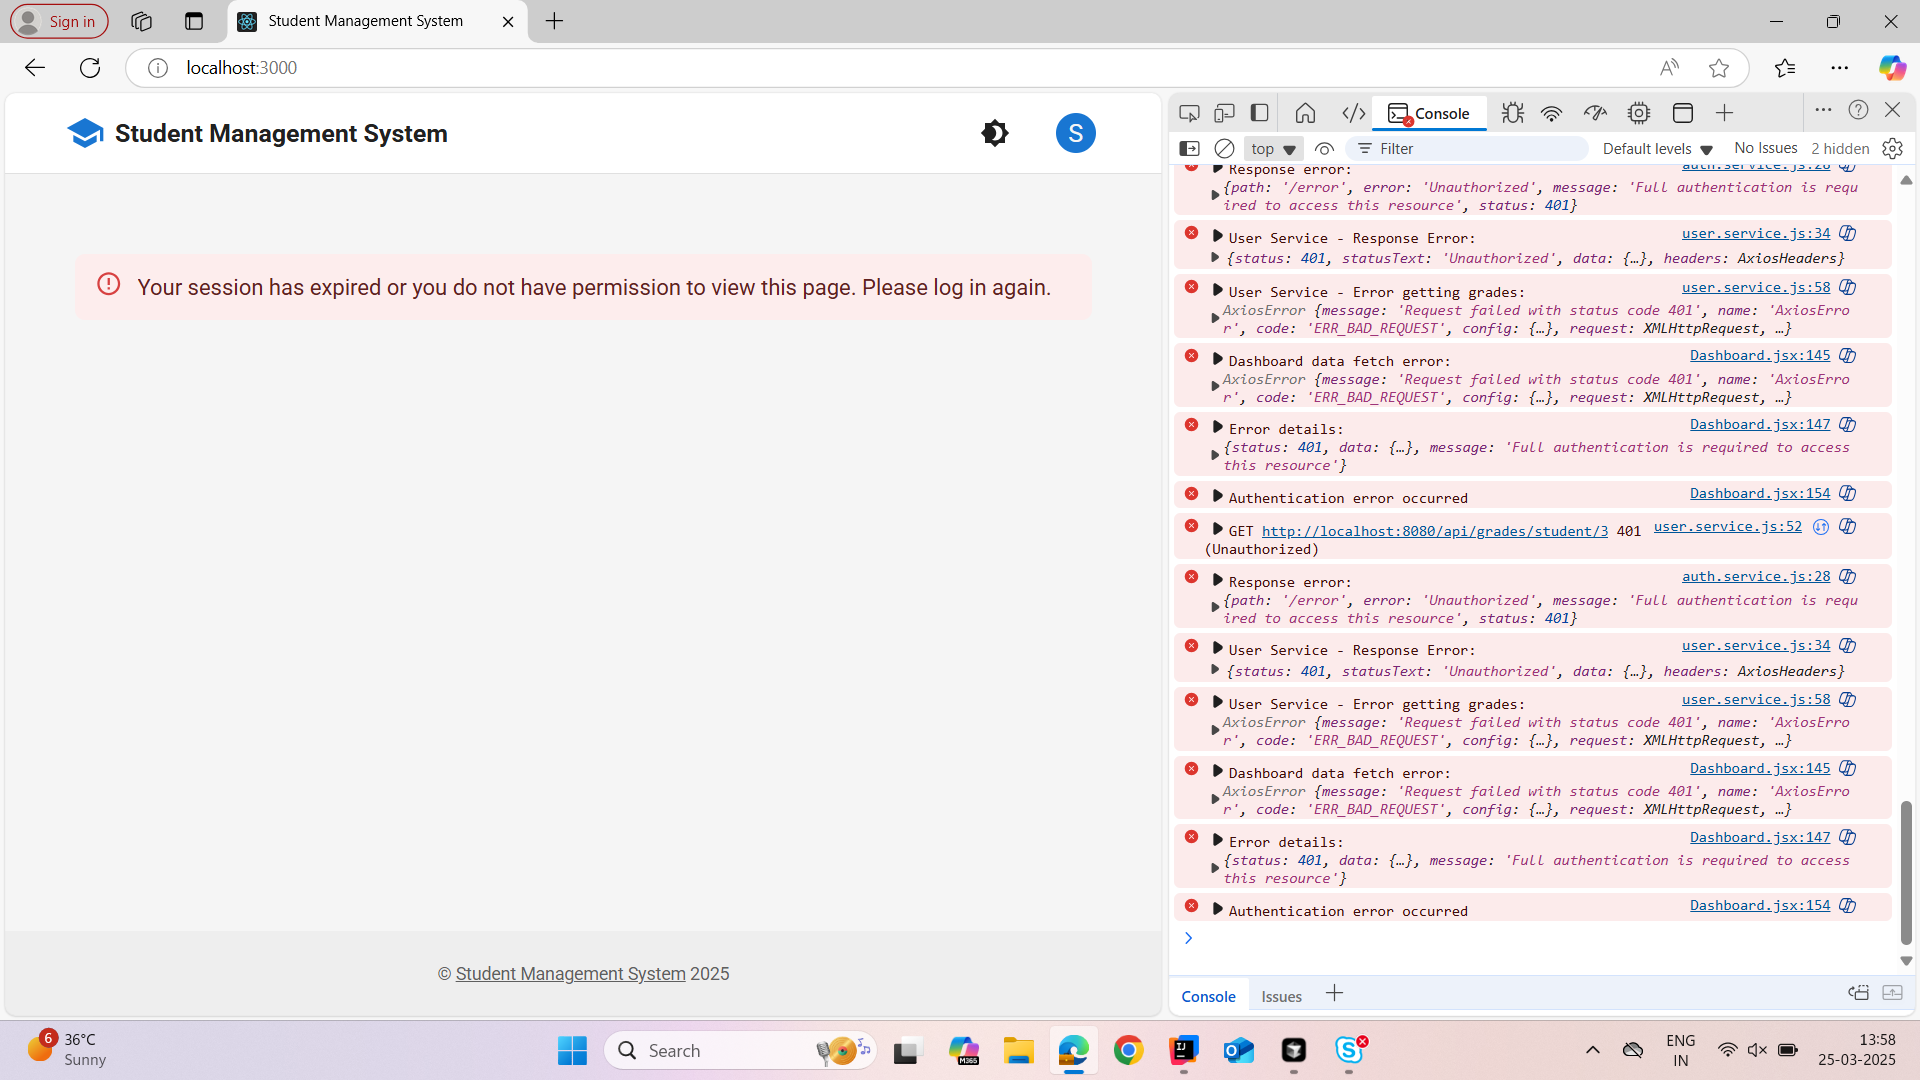 Sign in
Student Management System
localhost:3000
Student Management System
S
Your session has expired or you do not have permission to view this page. Please log in again.
© Student Management System 2025
Console
top
Filter
Default levels
No Issues
2 hidden
Response error:
auth.service.js:28
{path: '/error', error: 'Unauthorized', message: 'Full authentication is requ
ired to access this resource', status: 401}
User Service - Response Error:
user.service.js:34
{status: 401, statusText: 'Unauthorized', data: {…}, headers: AxiosHeaders}
User Service - Error getting grades:
user.service.js:58
AxiosError {message: 'Request failed with status code 401', name: 'AxiosErro
r', code: 'ERR_BAD_REQUEST', config: {…}, request: XMLHttpRequest, …}
Dashboard data fetch error:
Dashboard.jsx:145
AxiosError {message: 'Request failed with status code 401', name: 'AxiosErro
r', code: 'ERR_BAD_REQUEST', config: {…}, request: XMLHttpRequest, …}
Error details:
Dashboard.jsx:147
{status: 401, data: {…}, message: 'Full authentication is required to access
this resource'}
Authentication error occurred
Dashboard.jsx:154
GET http://localhost:8080/api/grades/student/3 401
user.service.js:52
(Unauthorized)
Response error:
auth.service.js:28
{path: '/error', error: 'Unauthorized', message: 'Full authentication is requ
ired to access this resource', status: 401}
User Service - Response Error:
user.service.js:34
{status: 401, statusText: 'Unauthorized', data: {…}, headers: AxiosHeaders}
User Service - Error getting grades:
user.service.js:58
AxiosError {message: 'Request failed with status code 401', name: 'AxiosErro
r', code: 'ERR_BAD_REQUEST', config: {…}, request: XMLHttpRequest, …}
Dashboard data fetch error:
Dashboard.jsx:145
AxiosError {message: 'Request failed with status code 401', name: 'AxiosErro
r', code: 'ERR_BAD_REQUEST', config: {…}, request: XMLHttpRequest, …}
Error details:
Dashboard.jsx:147
{status: 401, data: {…}, message: 'Full authentication is required to access
this resource'}
Authentication error occurred
Dashboard.jsx:154
Console
Issues
6
36°C
Sunny
Search
M365
ENG
IN
13:58
25-03-2025